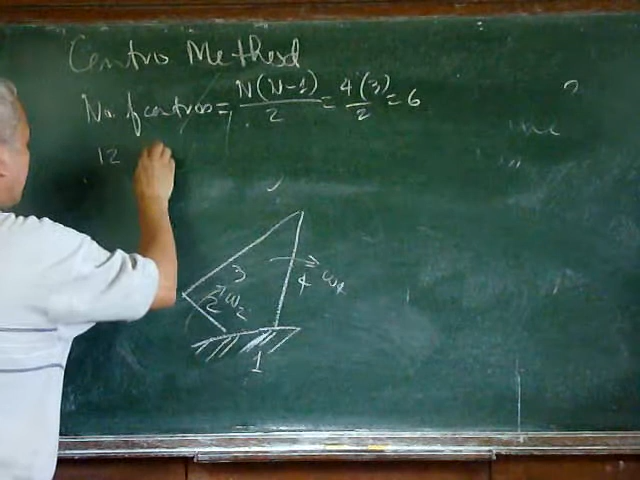 Centro Method
No. of centros = N(N-1)/2 = 4(3)/2 = 6
12
3
2 ω2
4 ω4
1